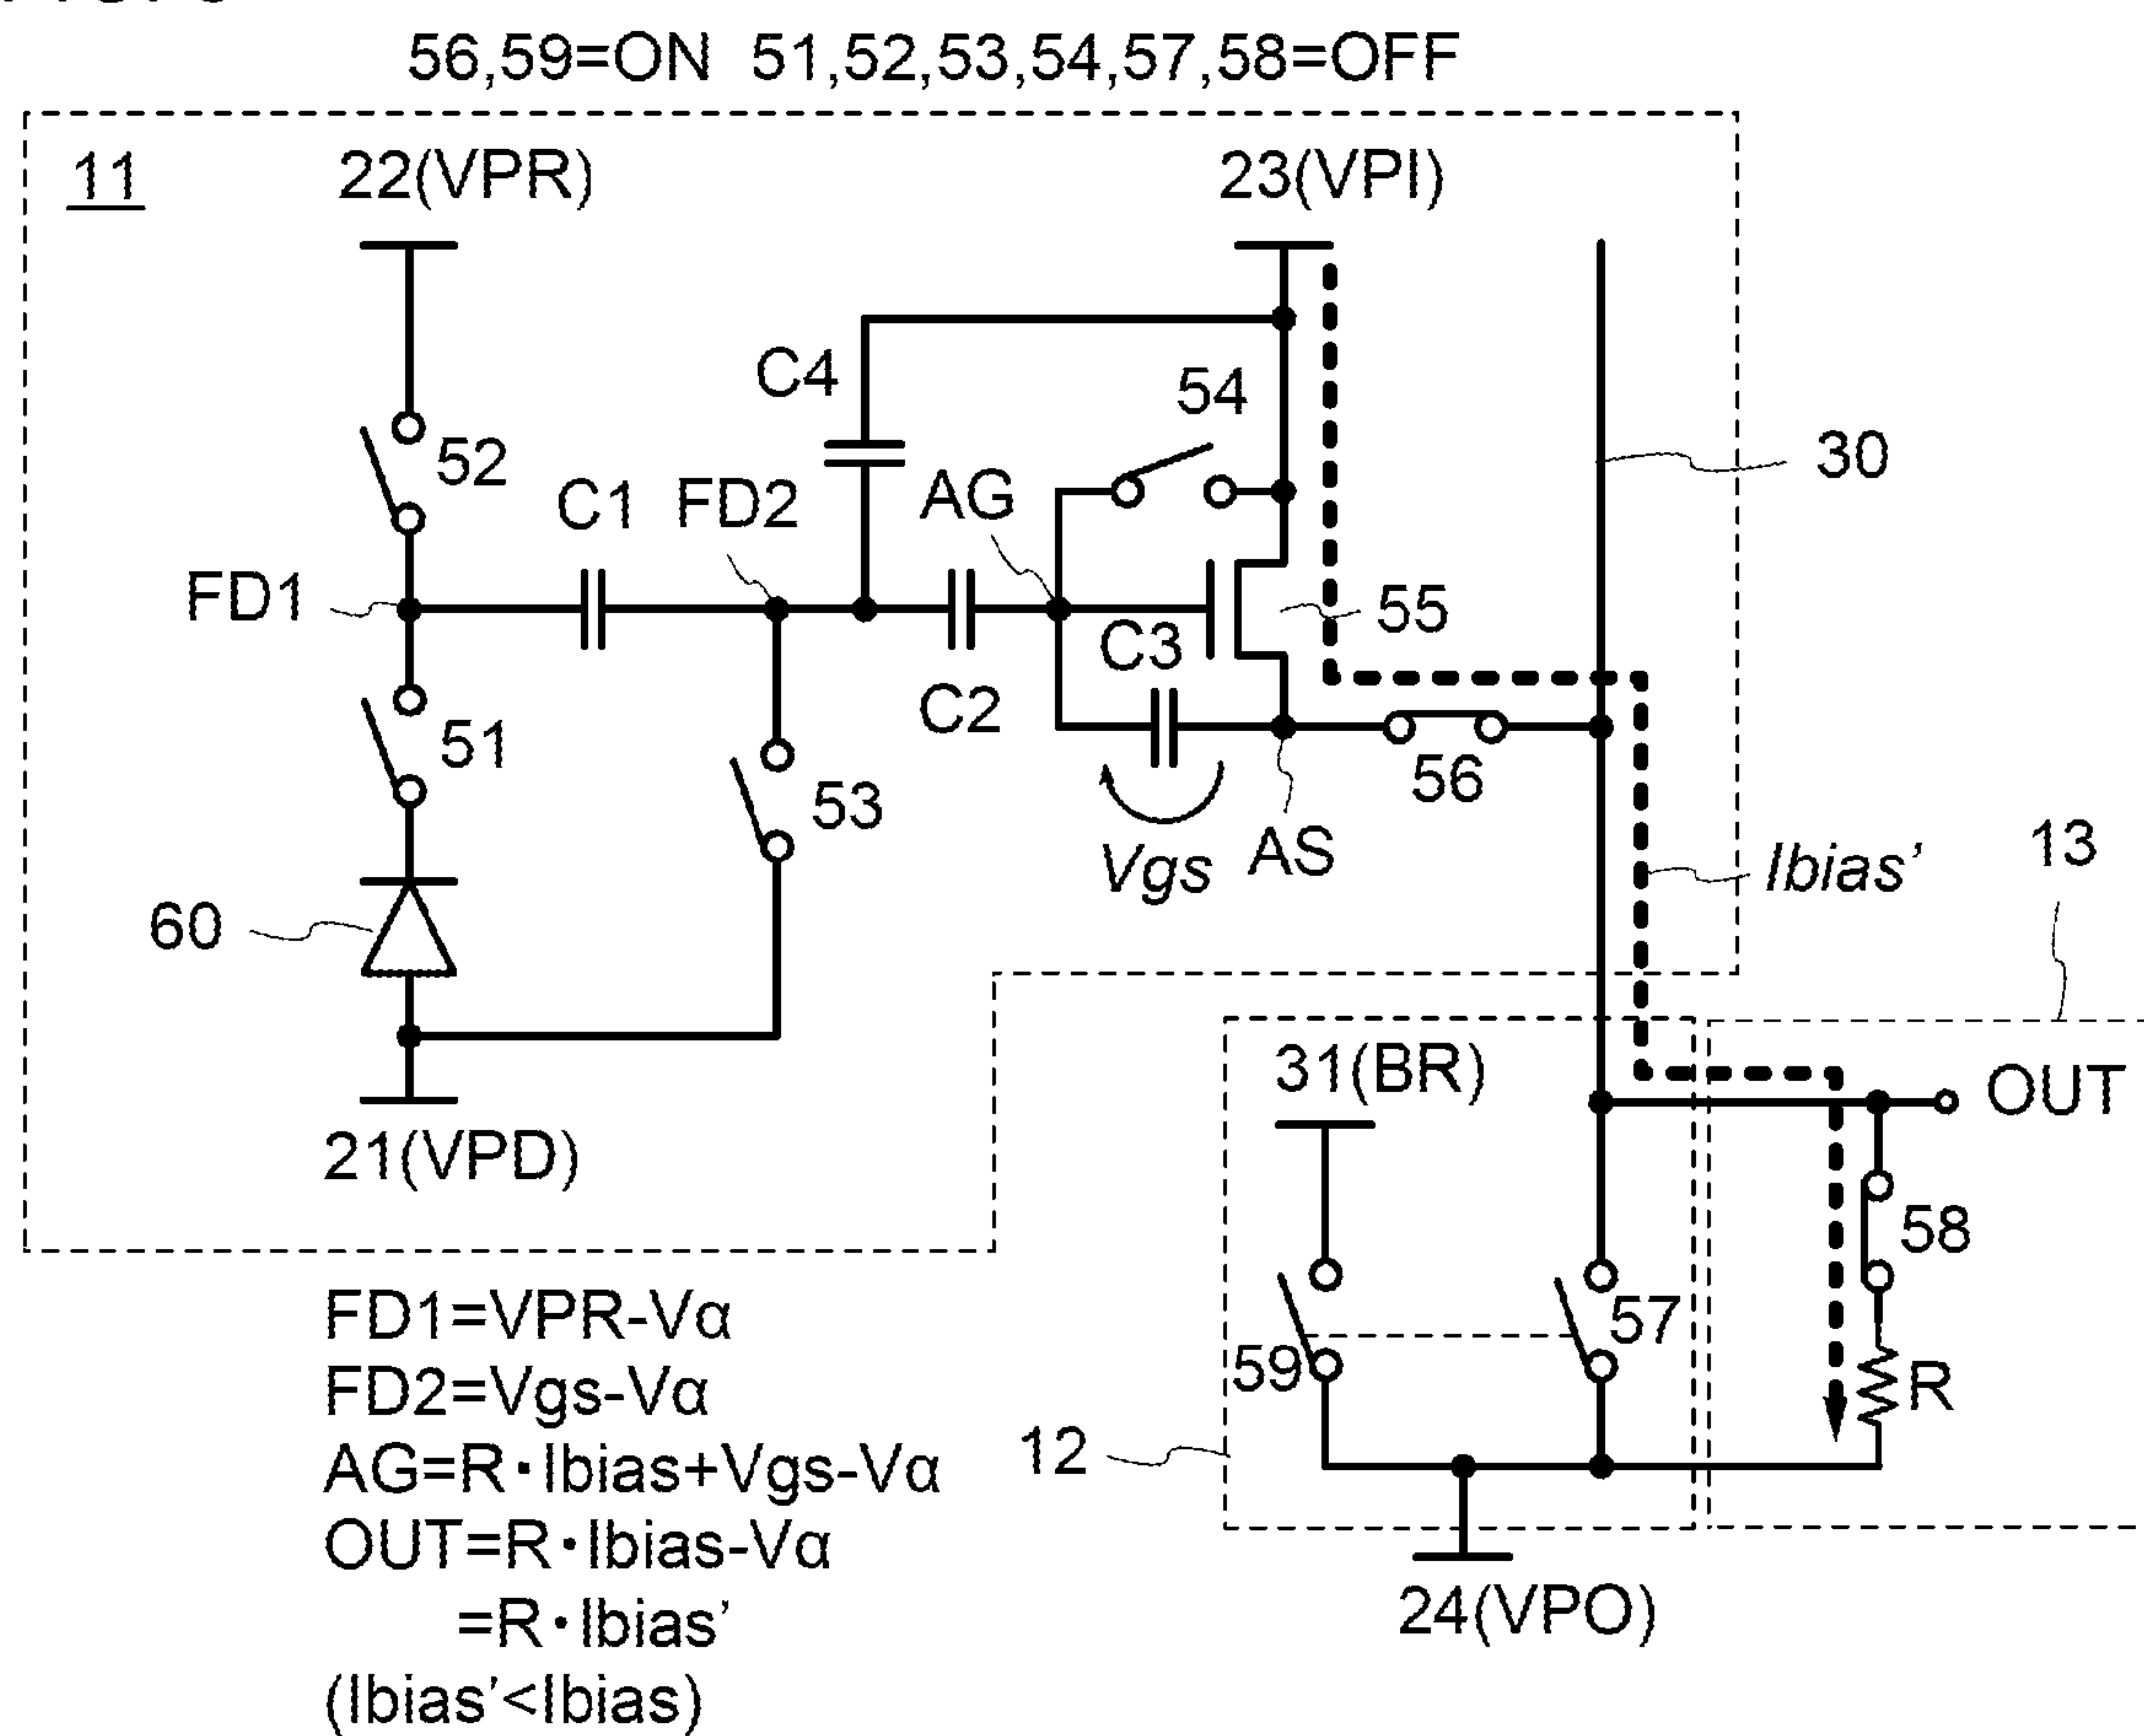 56,59=ON 51,52,53,54,57,58=OFF
11
22(VPR)
23(VPI)
C4
54
52
30
C1
FD2
AG
FD1
55
C3
C2
51
53
56
Vgs
AS
Ibias’
13
60
31(BR)
OUT
21(VPD)
58
57
59
R
12
24(VPO)
FD1=VPR-Vα
FD2=Vgs-Vα
AG=R·Ibias+Vgs-Vα
OUT=R·Ibias-Vα
=R·Ibias’
(Ibias’<Ibias)